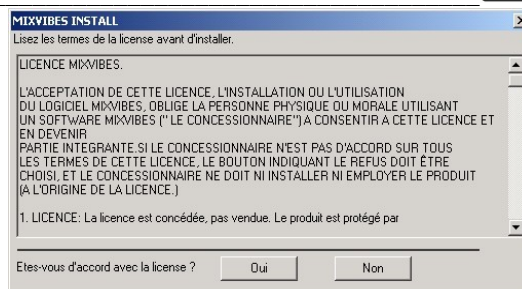 MIXVIBES INSTALL
Lisez les termes de la license avant d'installer.
LICENCE MIXVIBES.
L'ACCEPTATION DE CETTE LICENCE, L'INSTALLATION OU L'UTILISATION
DU LOGICIEL MIXVIBES, OBLIGE LA PERSONNE PHYSIQUE OU MORALE UTILISANT
UN SOFTWARE MIXVIBES ("LE CONCESSIONNAIRE") A CONSENTIR A CETTE LICENCE ET
EN DEVENIR
PARTIE INTEGRANTE.SI LE CONCESSIONNAIRE N'EST PAS D'ACCORD SUR TOUS
LES TERMES DE CETTE LICENCE, LE BOUTON INDIQUANT LE REFUS DOIT ÊTRE
CHOISI, ET LE CONCESSIONNAIRE NE DOIT NI INSTALLER NI EMPLOYER LE PRODUIT
(A L'ORIGINE DE LA LICENCE.)
1. LICENCE: La licence est concédée, pas vendue. Le produit est protégé par
Etes-vous d'accord avec la license ?
Oui
Non